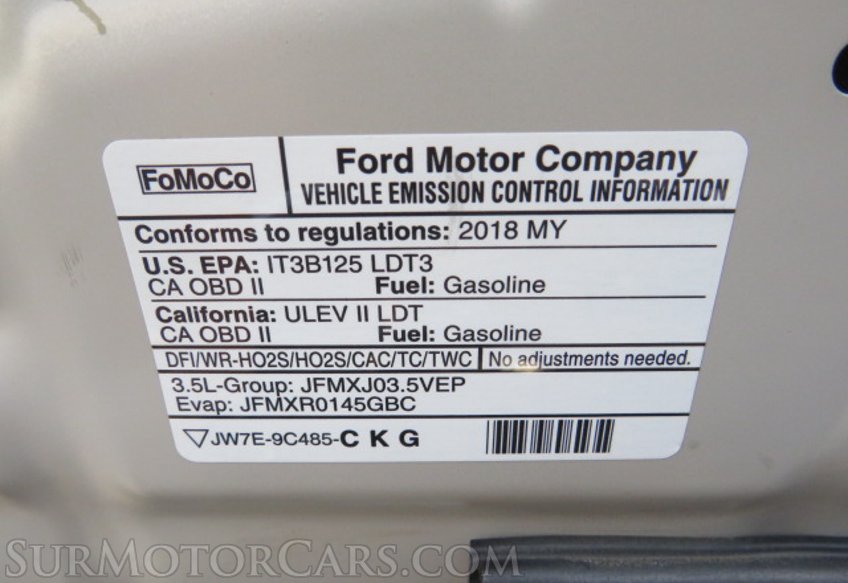 FoMoCo
Ford Motor Company
VEHICLE EMISSION CONTROL INFORMATION
Conforms to regulations: 2018 MY
U.S. EPA: IT3B125 LDT3
CA OBD II Fuel: Gasoline
California: ULEV II LDT
CA OBD II Fuel: Gasoline
DFI/WR-HO2S/HO2S/CAC/TC/TWC No adjustments needed.
3.5L-Group: JFMXJ03.5VEP
Evap: JFMXR0145GBC
JW7E-9C485-C K G
SurMotorCars.com